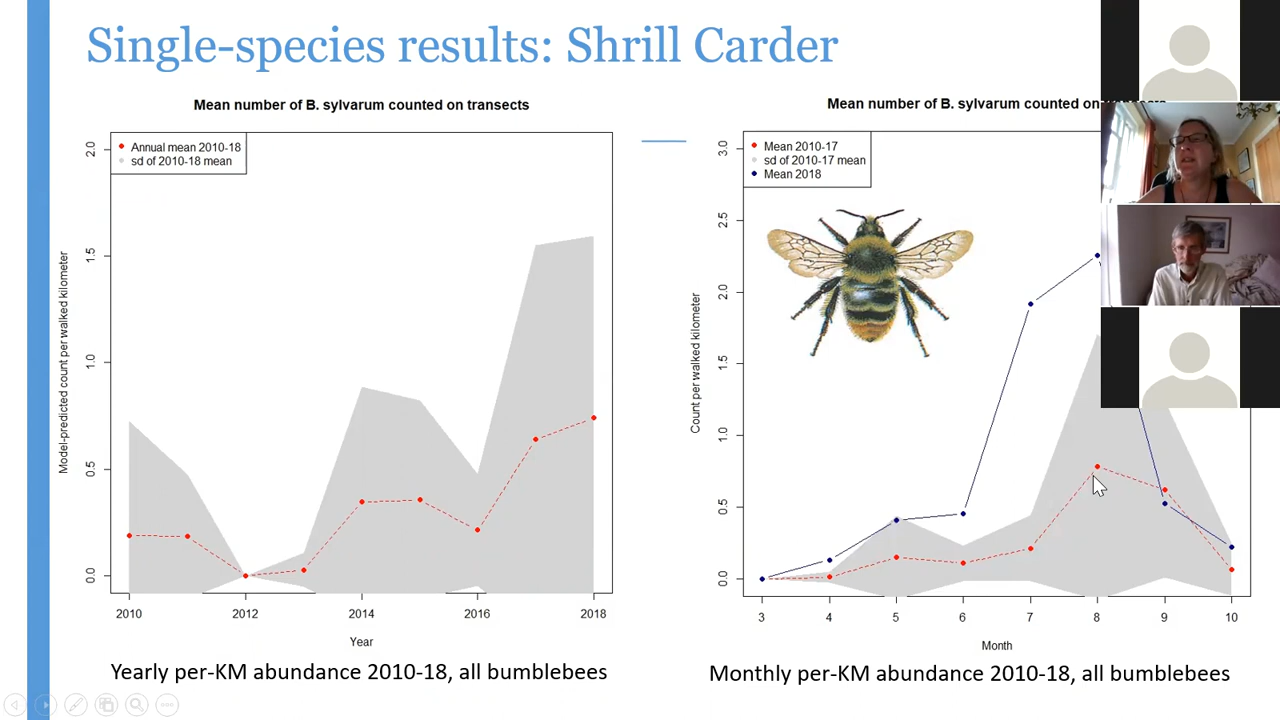 Single-species results: Shrill Carder
Mean number of B. sylvarum counted on transects
Annual mean 2010-18
sd of 2010-18 mean
Model-predicted count per walked kilometer
2.0
1.5
1.0
0.5
0.0
2010 2012 2014 2016 2018
Year
Yearly per-KM abundance 2010-18, all bumblebees
Mean number of B. sylvarum counted on
Mean 2010-17
sd of 2010-17 mean
Mean 2018
Count per walked kilometer
3.0
2.5
2.0
1.5
1.0
0.5
0.0
3 4 5 6 7 8 9 10
Month
Monthly per-KM abundance 2010-18, all bumblebees